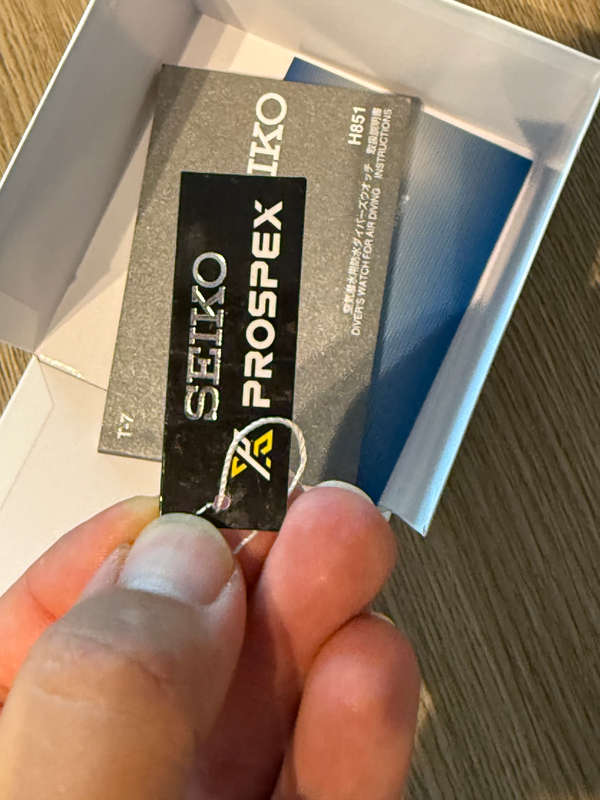 SEIKO
PROSPEX
IKO
H851
空気潜水用防水ダイバーズウオッチ 取扱説明書
DIVER'S WATCH FOR AIR DIVING INSTRUCTIONS
T-7